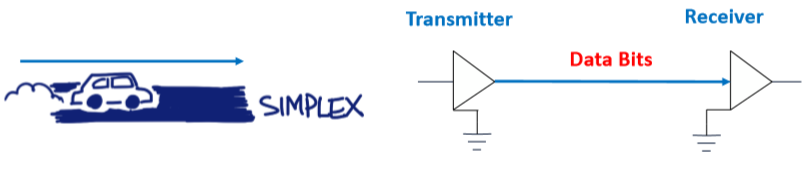 SIMPLEX
Transmitter
Receiver
Data Bits